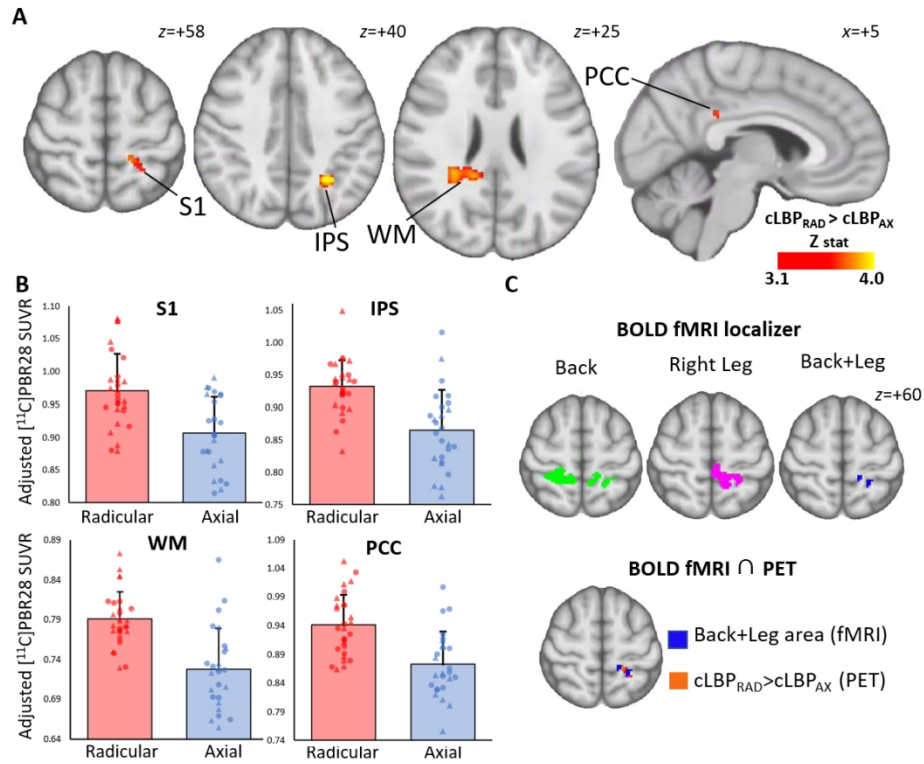 A
z=+58
z=+40
z=+25
x=+5
PCC
S1
IPS
WM
cLBP_RAD > cLBP_AX
Z stat
3.1 4.0
B
S1
Adjusted [¹¹C]PBR28 SUVR
1.10
1.05
1.00
0.95
0.90
0.85
0.80
Radicular Axial
IPS
1.05
1.00
0.95
0.90
0.85
0.80
0.75
Radicular Axial
WM
Adjusted [¹¹C]PBR28 SUVR
0.89
0.84
0.79
0.74
0.69
0.64
Radicular Axial
PCC
1.09
1.04
0.99
0.94
0.89
0.84
0.79
0.74
Radicular Axial
C
BOLD fMRI localizer
Back Right Leg Back+Leg
z=+60
BOLD fMRI ∩ PET
Back+Leg area (fMRI)
cLBP_RAD>cLBP_AX (PET)